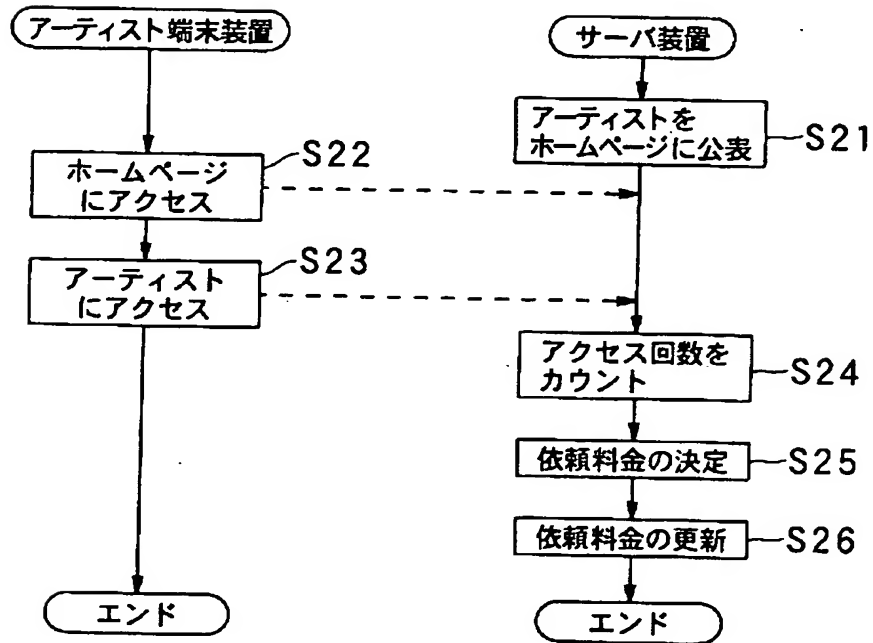 アーティスト端末装置
サーバ装置
アーティストを
ホームページに公表
S21
ホームページ
にアクセス
S22
アーティスト
にアクセス
S23
アクセス回数を
カウント
S24
依頼料金の決定
S25
依頼料金の更新
S26
エンド
エンド